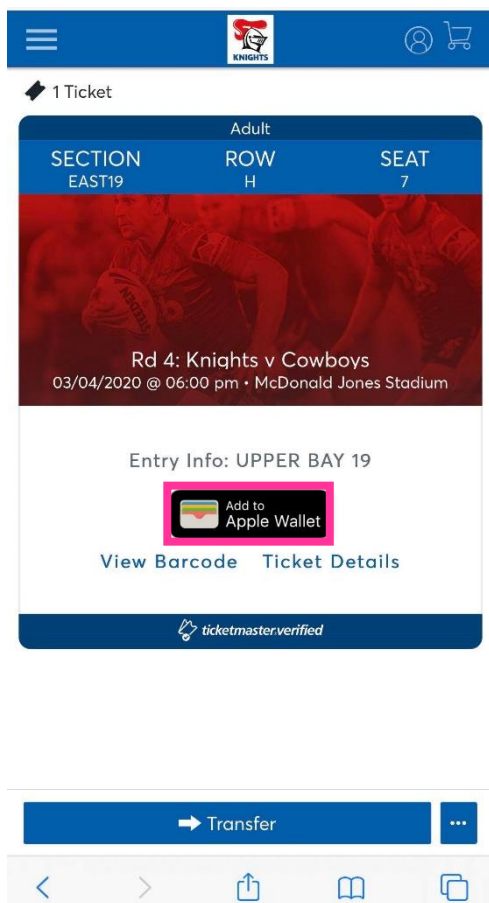 KNIGHTS
1 Ticket
Adult
SECTION ROW SEAT
EAST19 H 7
Rd 4: Knights v Cowboys
03/04/2020 @ 06:00 pm • McDonald Jones Stadium
Entry Info: UPPER BAY 19
Add to
Apple Wallet
View Barcode Ticket Details
ticketmaster.verified
Transfer